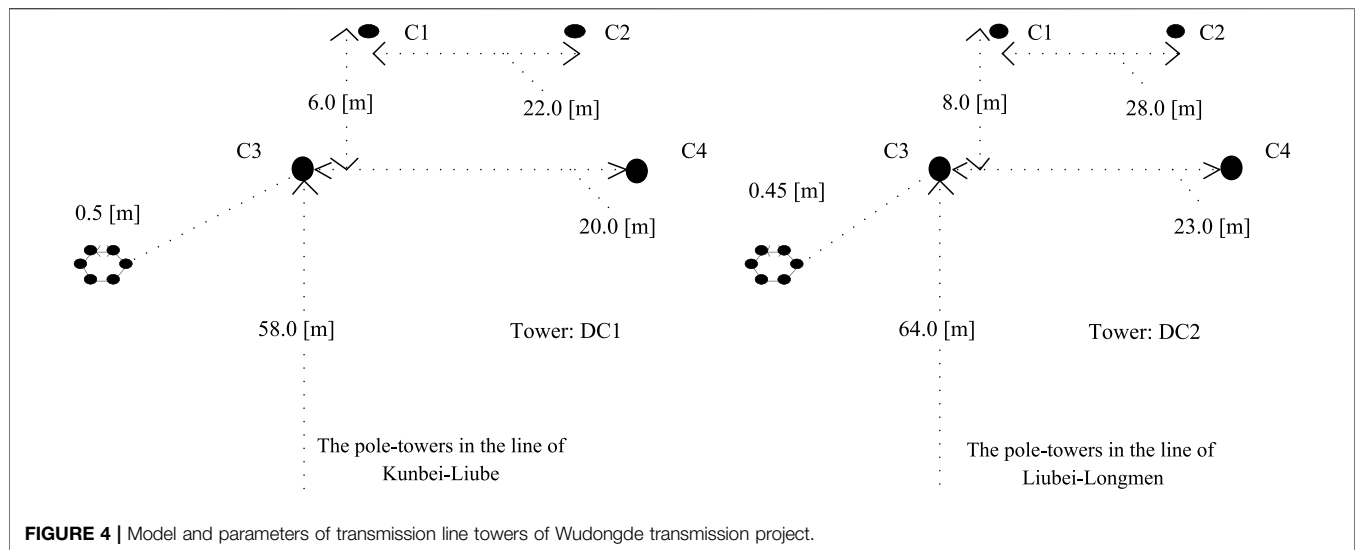 C1
C2
6.0 [m]
22.0 [m]
C3
C4
0.5 [m]
20.0 [m]
58.0 [m]
Tower: DC1
The pole-towers in the line of
Kunbei-Liube
C1
C2
8.0 [m]
28.0 [m]
C3
C4
0.45 [m]
23.0 [m]
64.0 [m]
Tower: DC2
The pole-towers in the line of
Liubei-Longmen
FIGURE 4 | Model and parameters of transmission line towers of Wudongde transmission project.